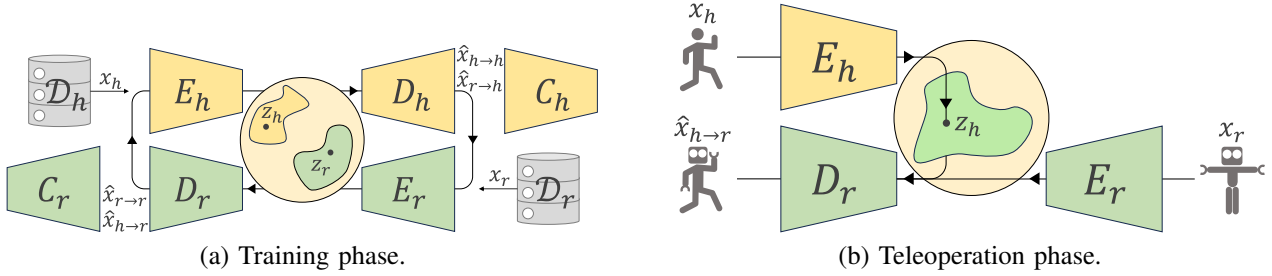 𝒟_h
x_h
E_h
z_h
z_r
D_h
x̂_{h→h}
x̂_{r→h}
C_h
C_r
x̂_{r→r}
x̂_{h→r}
D_r
E_r
x_r
𝒟_r
(a) Training phase.
x_h
E_h
z_h
x̂_{h→r}
D_r
E_r
x_r
(b) Teleoperation phase.